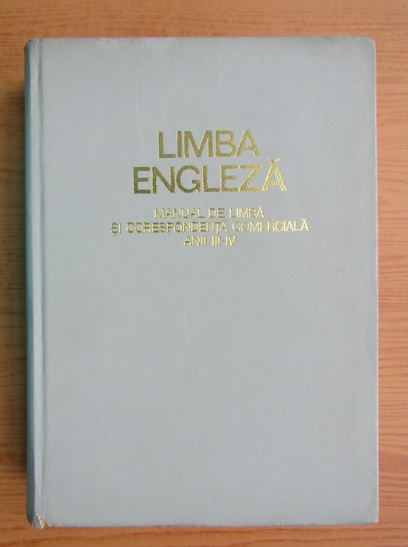 LIMBA
ENGLEZĂ
MANUAL DE LIMBĂ
ȘI CORESPONDENȚĂ COMERCIALĂ
ANII III-IV